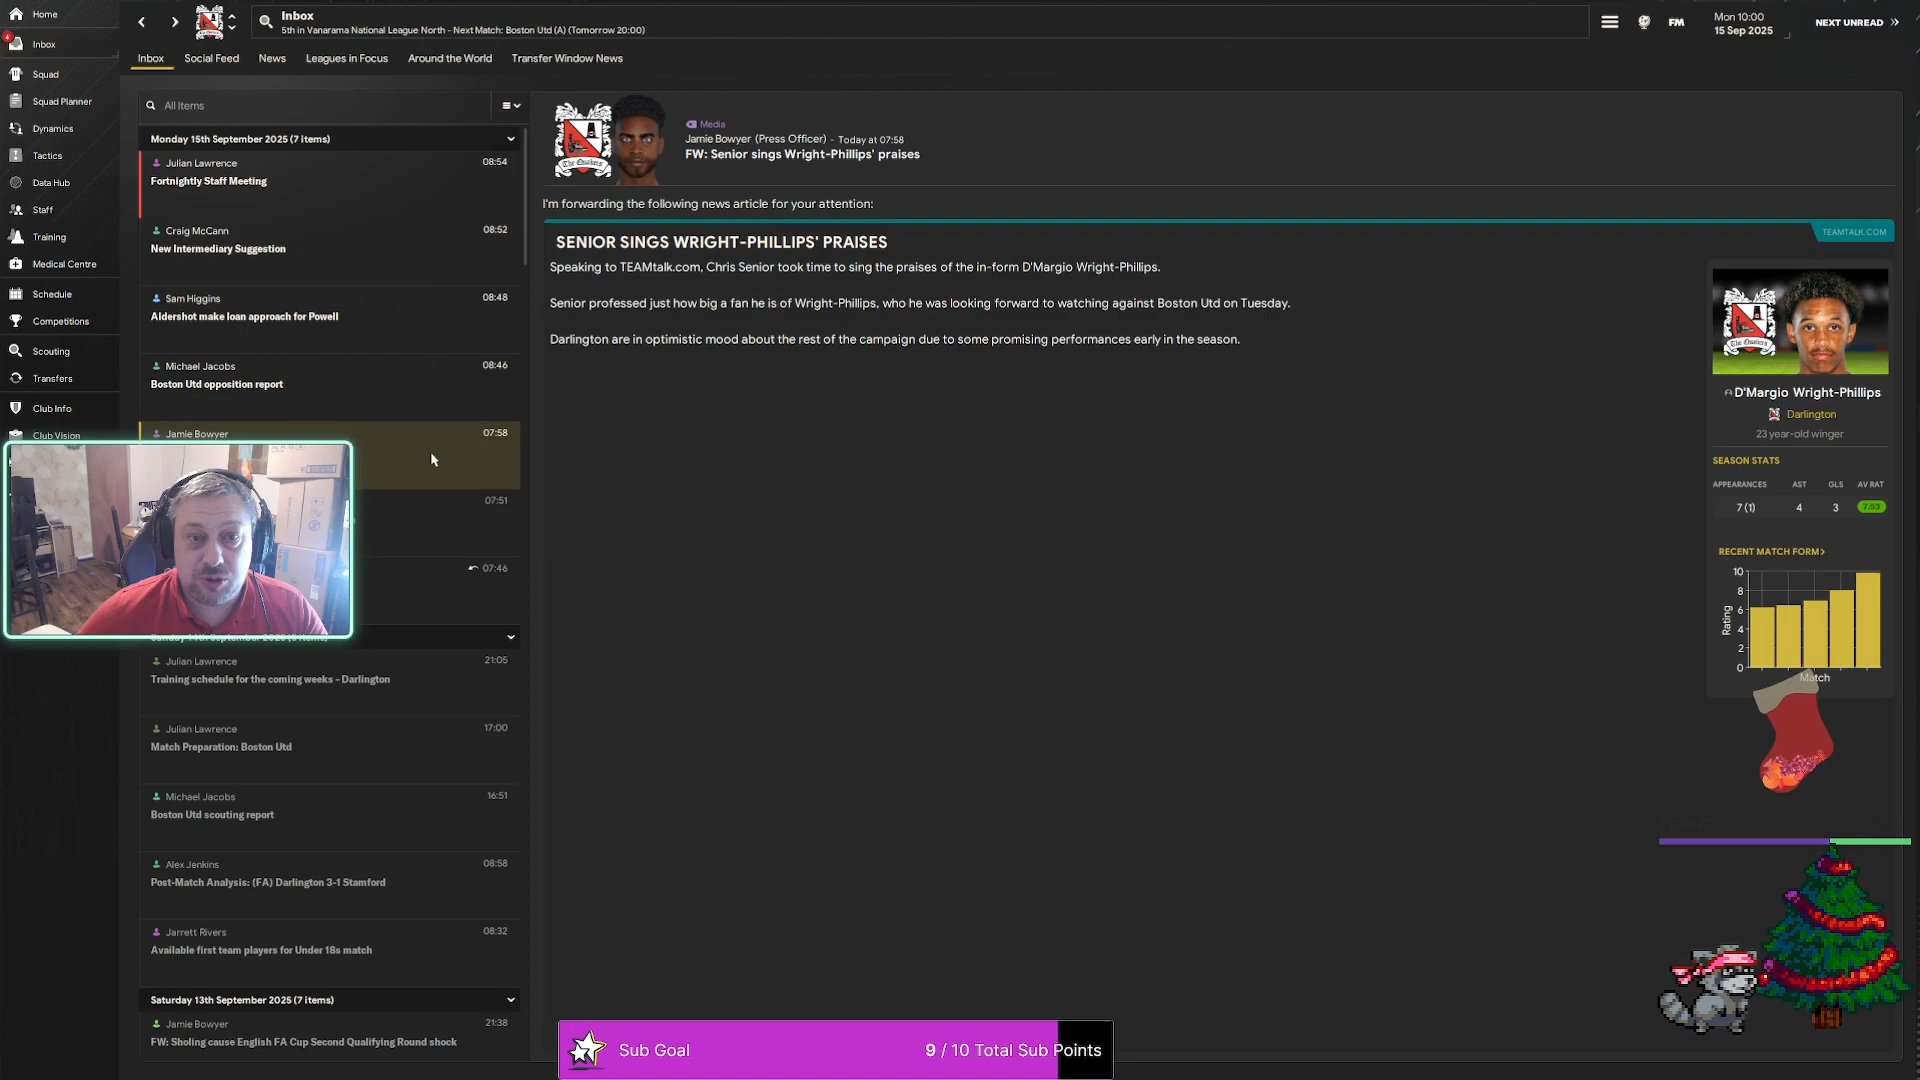 Home
Inbox
4
Squad
Squad Planner
Dynamics
Tactics
Data Hub
Staff
Training
Medical Centre
Schedule
Competitions
Scouting
Transfers
Club Info
Club Vision
Inbox
5th in Vanarama National League North - Next Match: Boston Utd (A) (Tomorrow 20:00)
FM
Mon 10:00
15 Sep 2025
NEXT UNREAD
Inbox Social Feed News Leagues in Focus Around the World Transfer Window News
All Items
Monday 15th September 2025 (7 items)
Julian Lawrence 08:54
Fortnightly Staff Meeting
Craig McCann 08:52
New Intermediary Suggestion
Sam Higgins 08:48
Aldershot make loan approach for Powell
Michael Jacobs 08:46
Boston Utd opposition report
Jamie Bowyer 07:58
07:51
07:46
Julian Lawrence 21:05
Training schedule for the coming weeks - Darlington
Julian Lawrence 17:00
Match Preparation: Boston Utd
Michael Jacobs 16:51
Boston Utd scouting report
Alex Jenkins 08:58
Post-Match Analysis: (FA) Darlington 3-1 Stamford
Jarrett Rivers 08:32
Available first team players for Under 18s match
Saturday 13th September 2025 (7 items)
Jamie Bowyer 21:38
FW: Sholing cause English FA Cup Second Qualifying Round shock
The Quakers
Media
Jamie Bowyer (Press Officer) - Today at 07:58
FW: Senior sings Wright-Phillips' praises
I'm forwarding the following news article for your attention:
TEAMTALK.COM
SENIOR SINGS WRIGHT-PHILLIPS' PRAISES
Speaking to TEAMtalk.com, Chris Senior took time to sing the praises of the in-form D'Margio Wright-Phillips.
Senior professed just how big a fan he is of Wright-Phillips, who he was looking forward to watching against Boston Utd on Tuesday.
Darlington are in optimistic mood about the rest of the campaign due to some promising performances early in the season.
The Quakers
D'Margio Wright-Phillips
Darlington
23 year-old winger
SEASON STATS
APPEARANCES AST GLS AV RAT
7 (1) 4 3 7.53
RECENT MATCH FORM
10
8
6
4
2
0
Rating
Match
Sub Goal 9 / 10 Total Sub Points